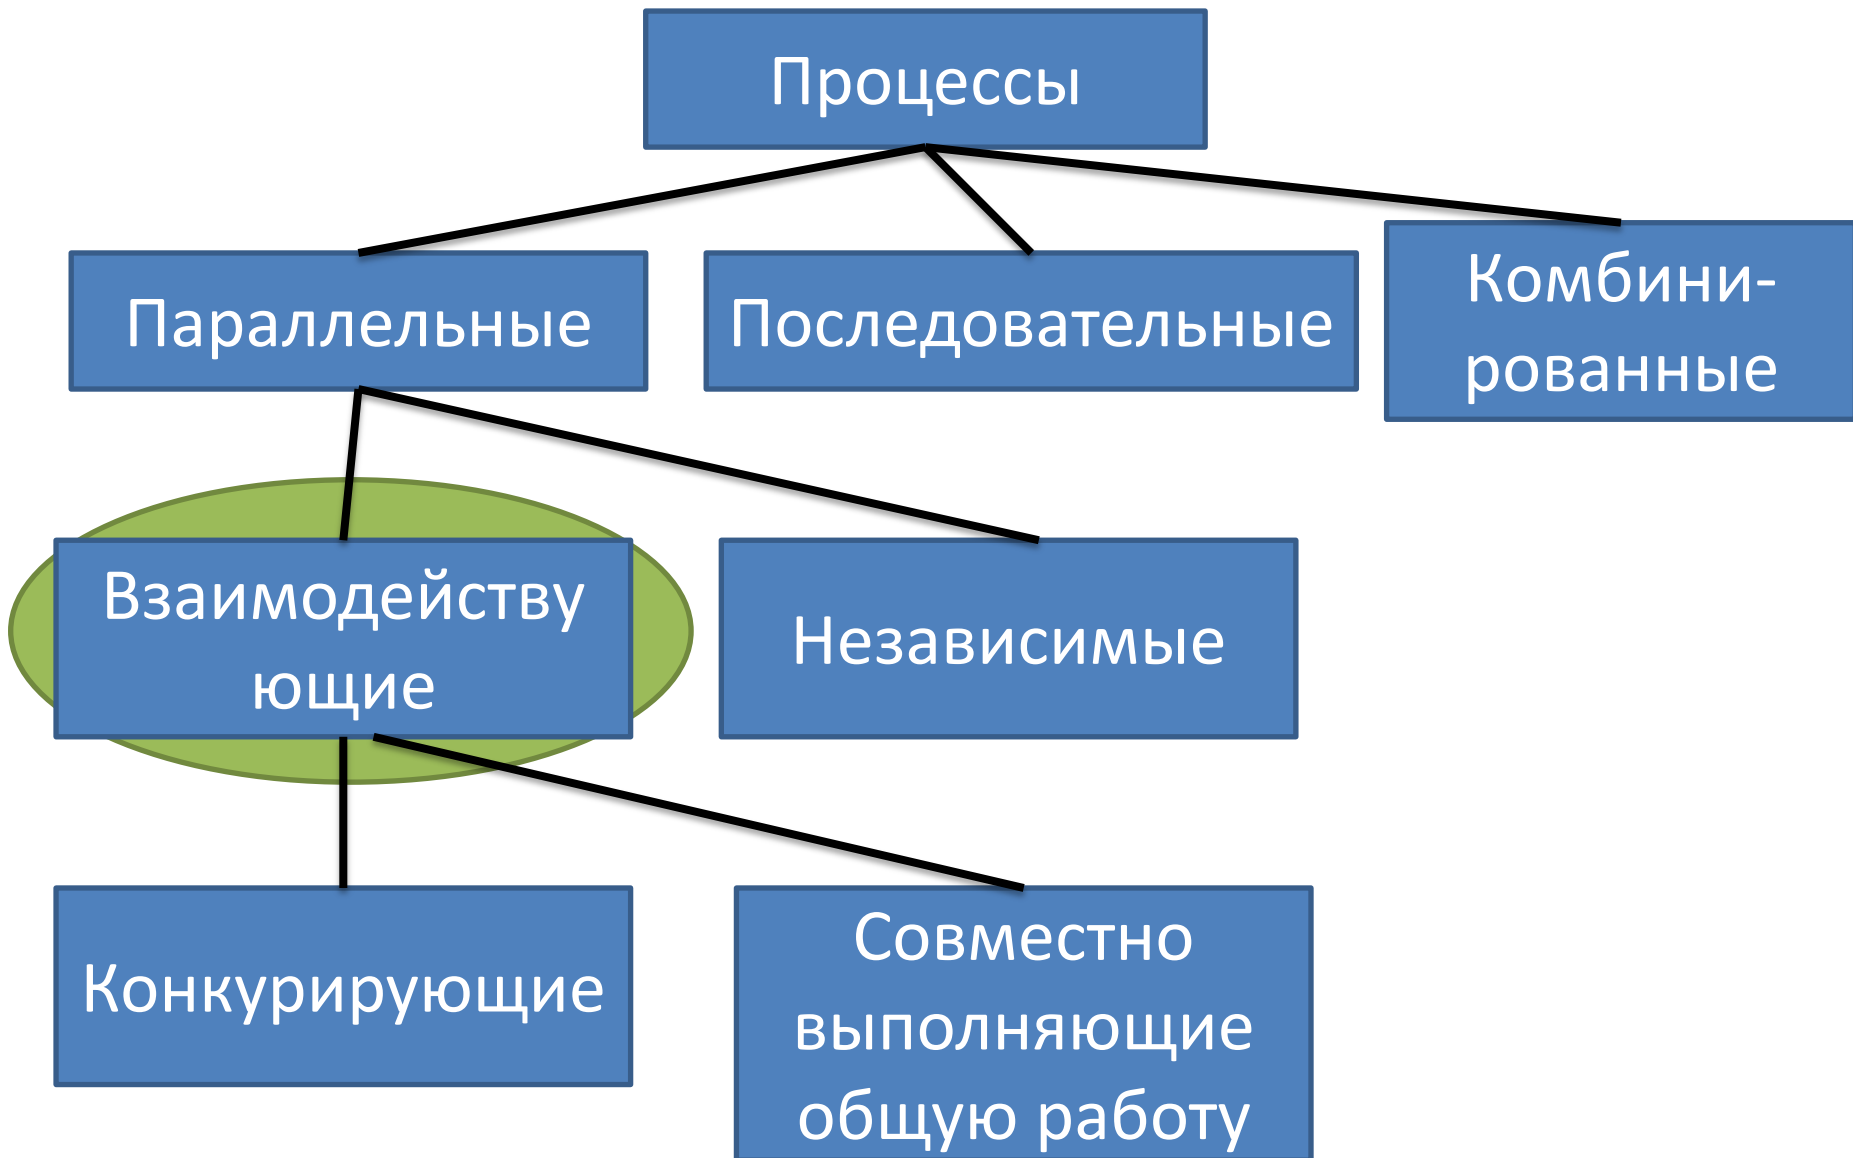 Процессы
Параллельные
Последовательные
Комбини-
рованные
Взаимодейству
ющие
Независимые
Конкурирующие
Совместно
выполняющие
общую работу